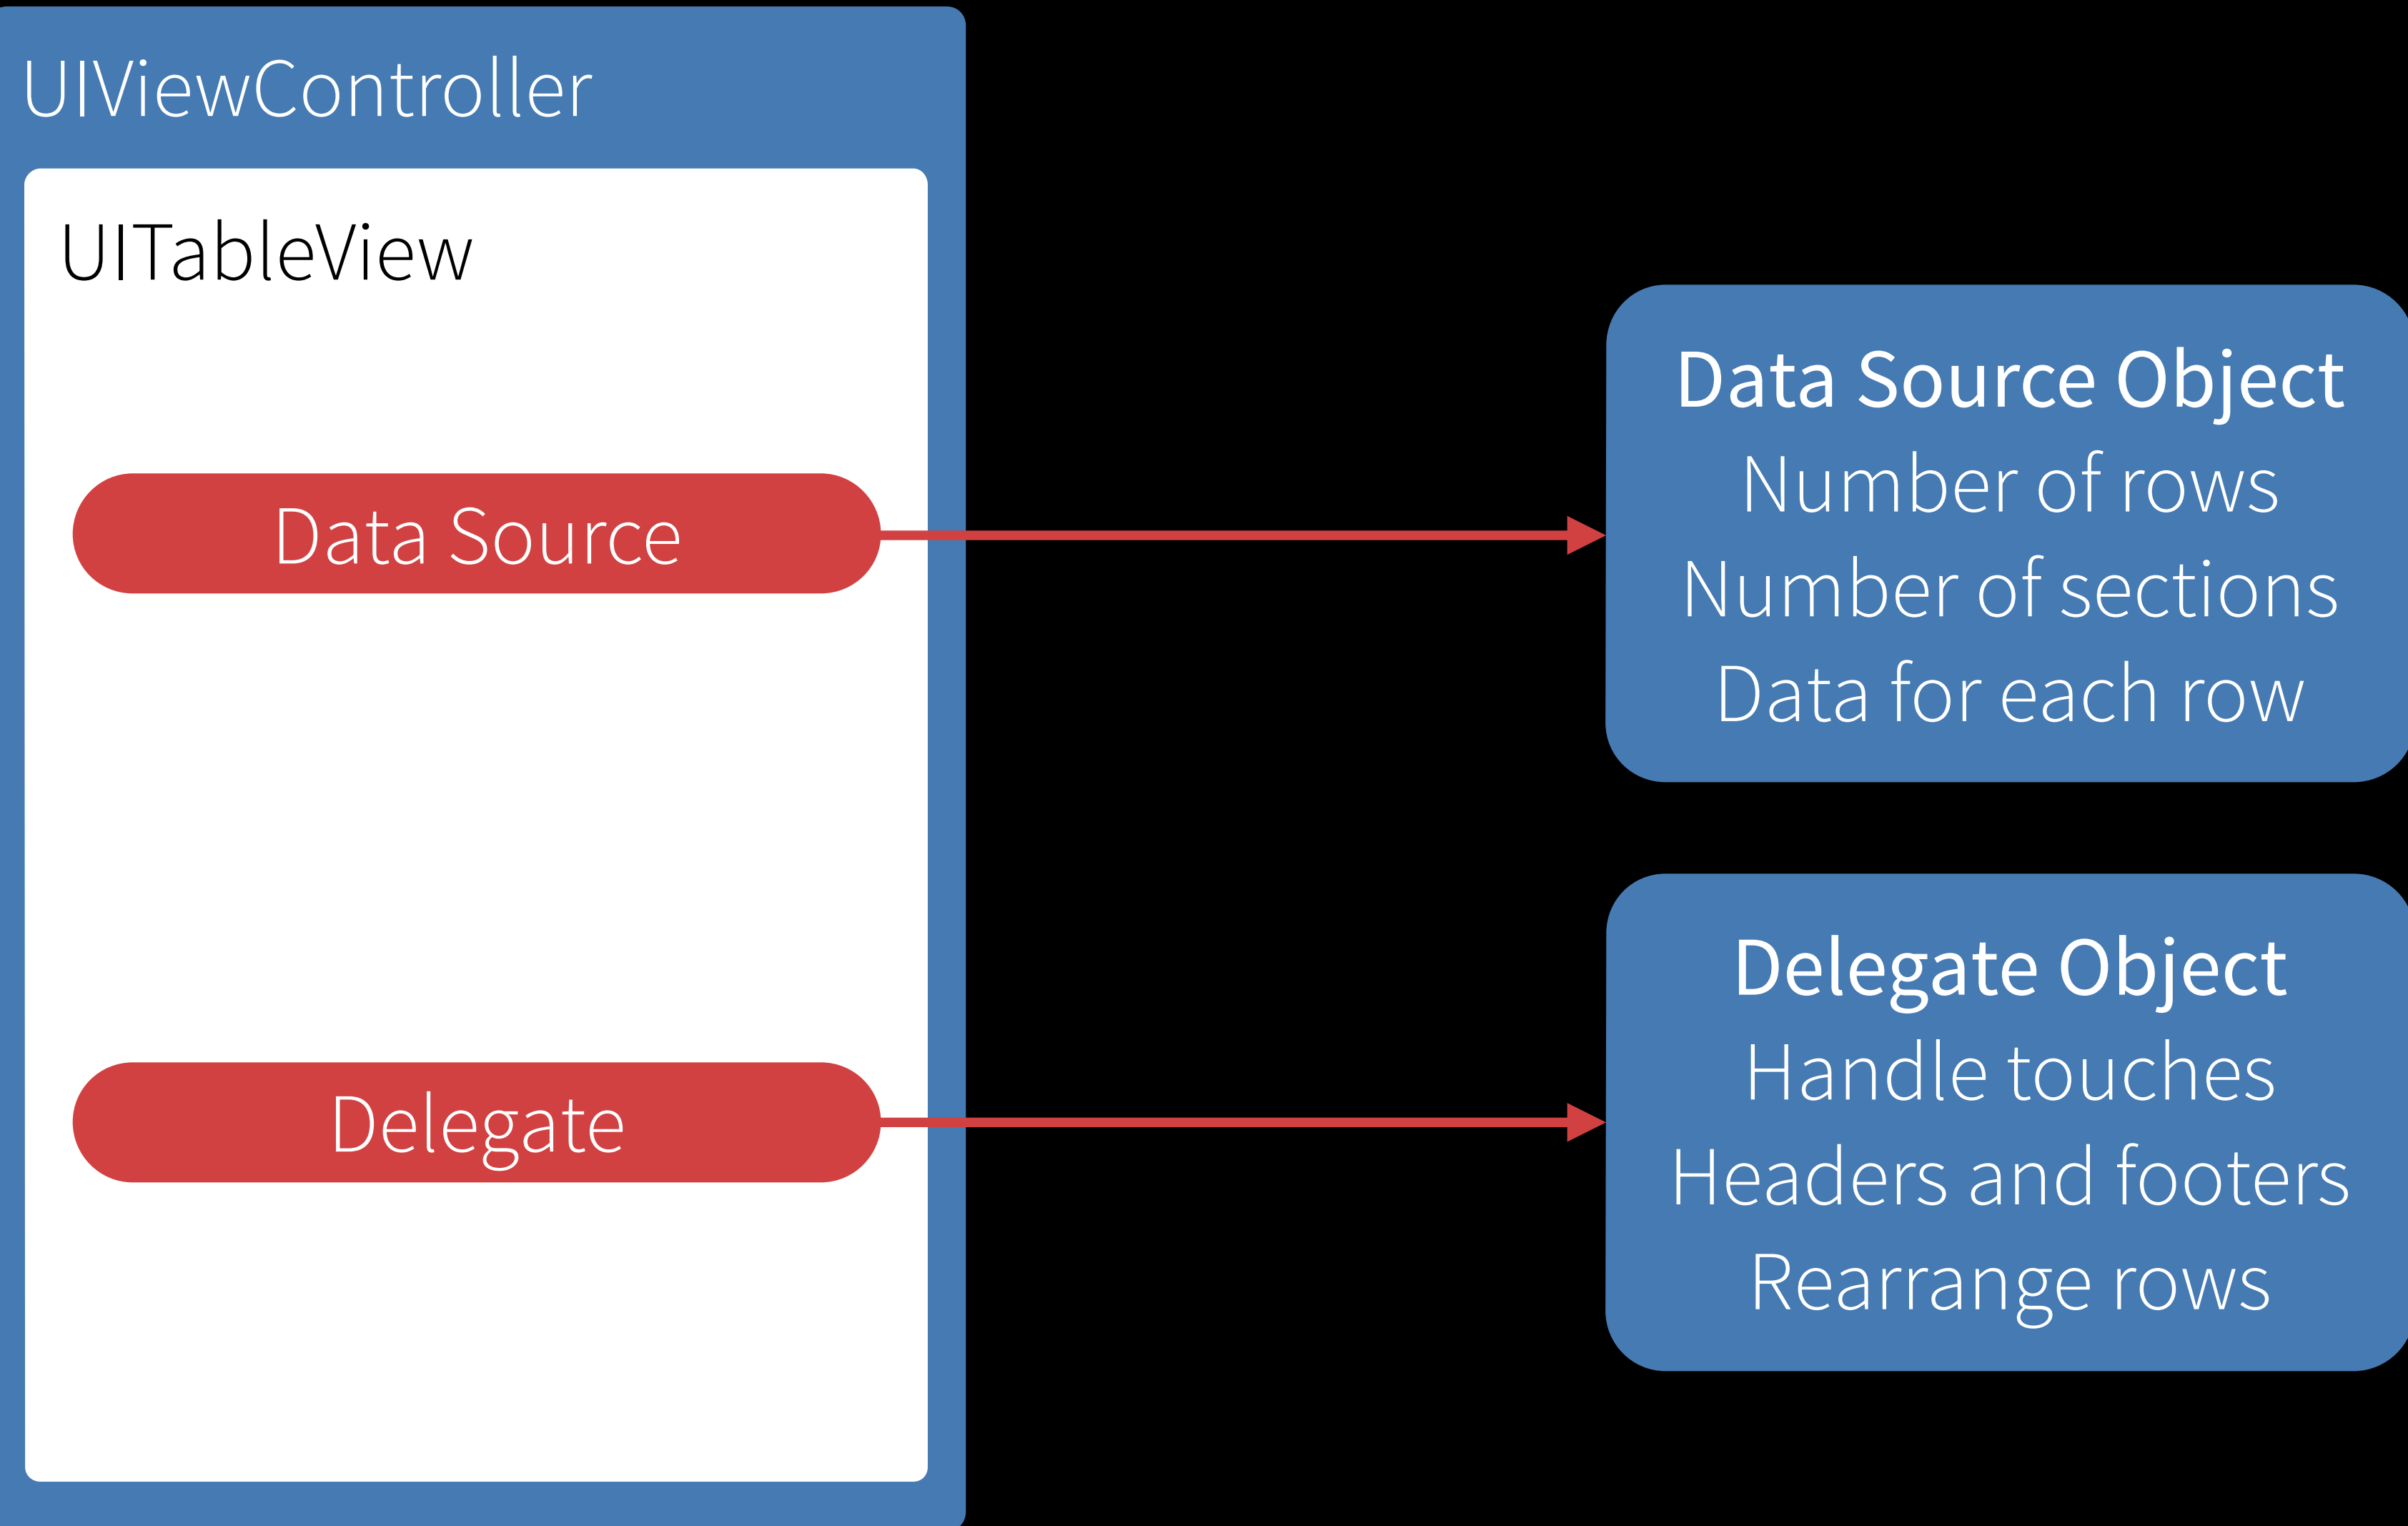 UIViewController
UITableView
Data Source
Delegate
Data Source Object
Number of rows
Number of sections
Data for each row
Delegate Object
Handle touches
Headers and footers
Rearrange rows